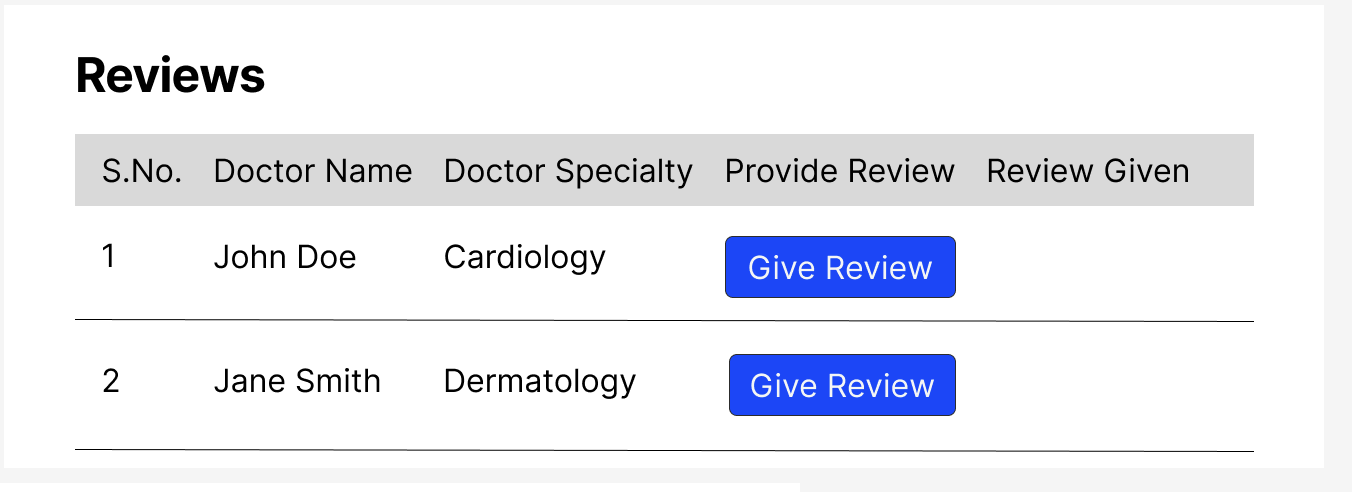 Reviews
S.No. Doctor Name Doctor Specialty Provide Review Review Given
1 John Doe Cardiology Give Review
2 Jane Smith Dermatology Give Review